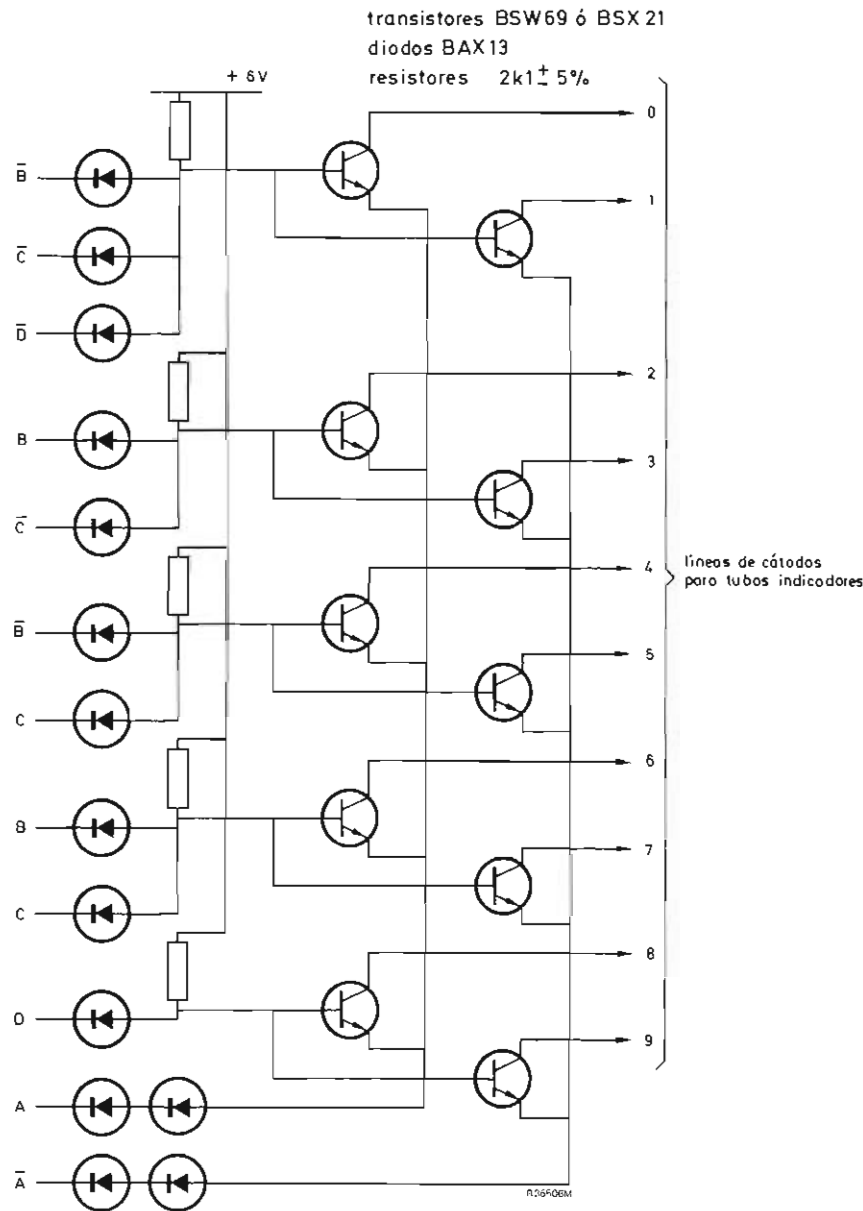 transistores BSW69 ó BSX 21
diodos BAX13
resistores 2k1 ± 5%
+ 6V
0
B̅
1
C̅
D̅
2
B
3
C̅
4
líneas de cátodos
para tubos indicadores
B̅
5
C
6
B
7
C
8
D
9
A
A̅
R36506M